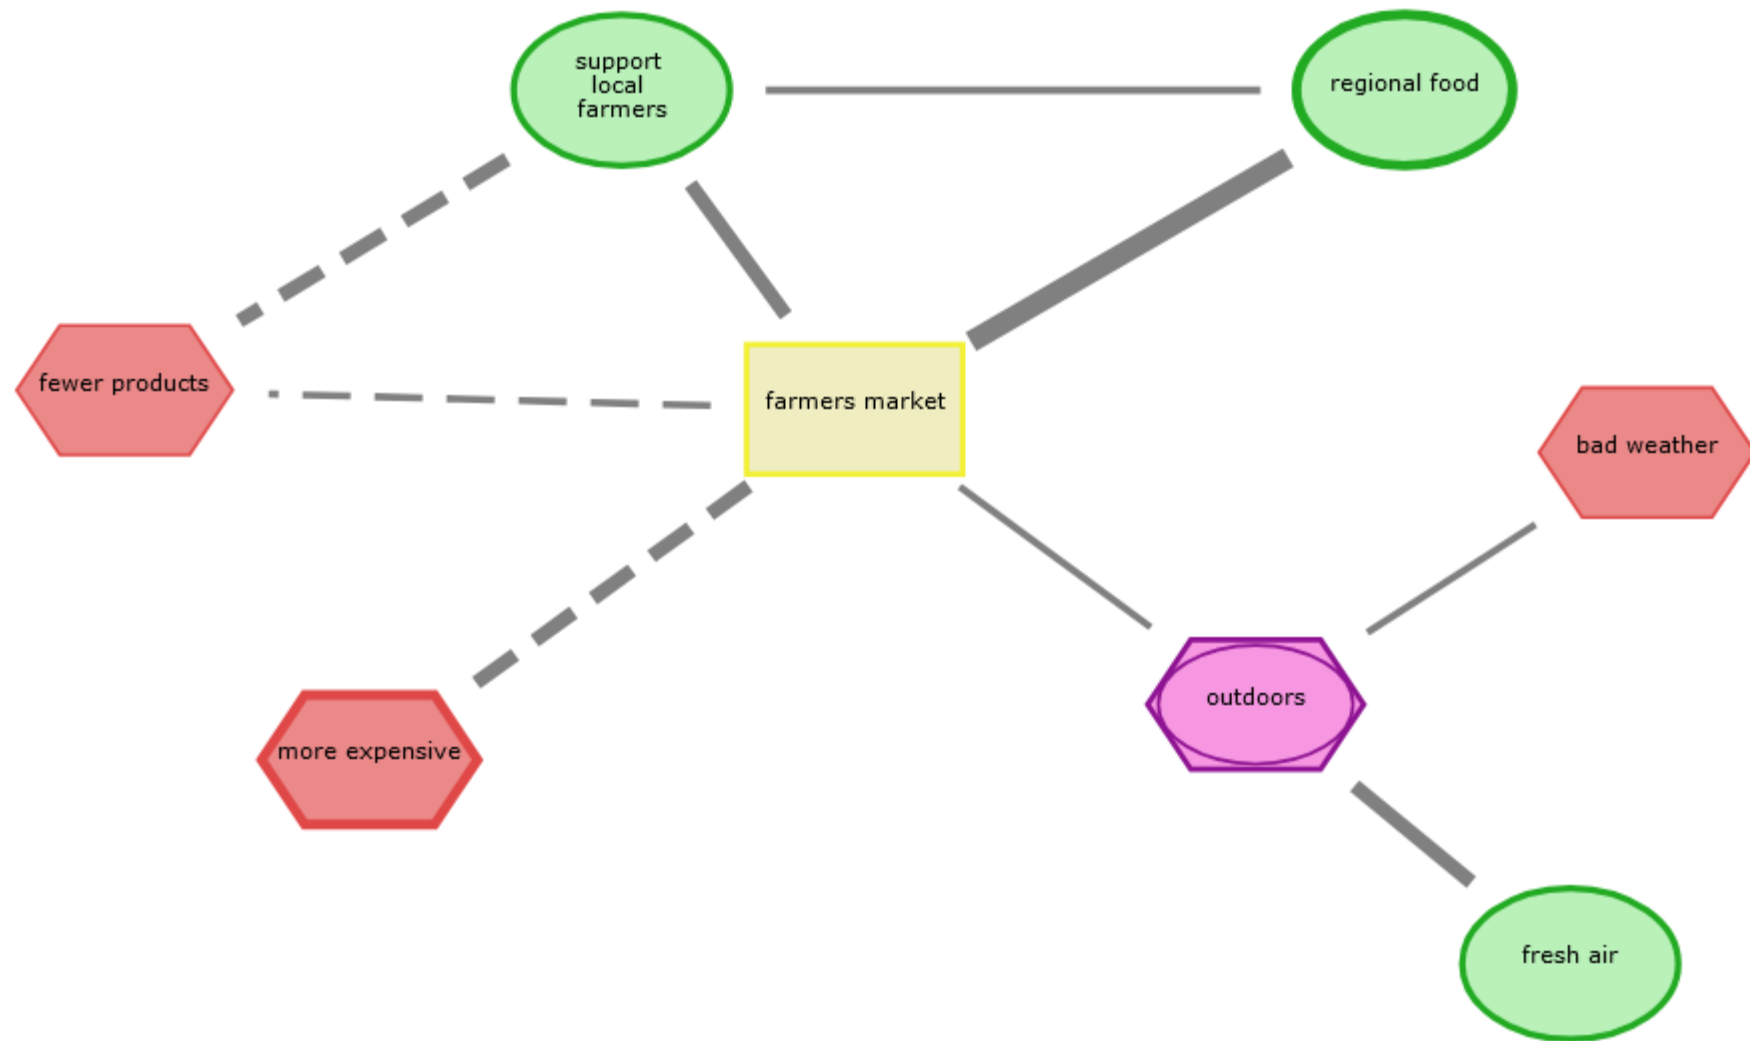 support
local
farmers
regional food
fewer products
farmers market
bad weather
outdoors
more expensive
fresh air